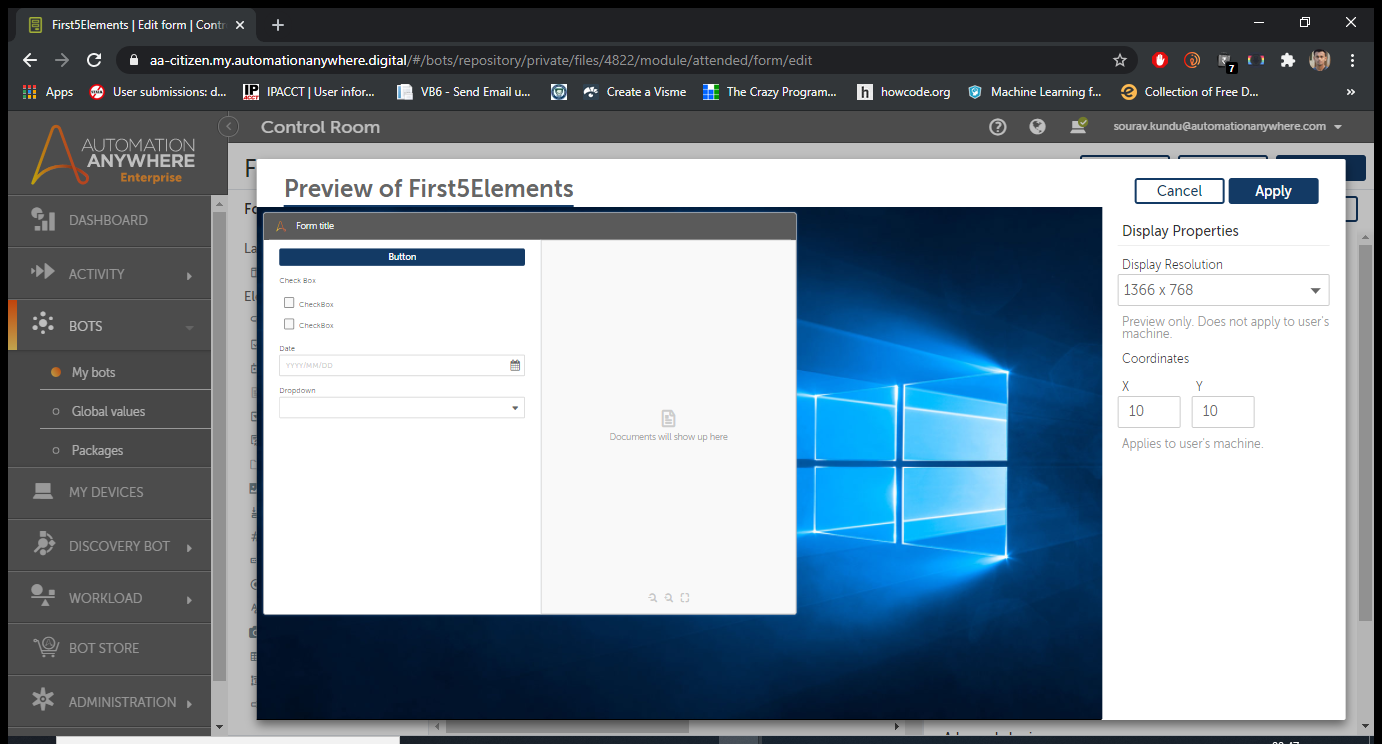 First5Elements | Edit form | Contr
aa-citizen.my.automationanywhere.digital/#/bots/repository/private/files/4822/module/attended/form/edit
7
Apps
User submissions: d...
IPACCT | User infor...
VB6 - Send Email u...
Create a Visme
The Crazy Program...
howcode.org
Machine Learning f...
Collection of Free D...
»
AUTOMATION
ANYWHERE
Enterprise
Control Room
sourav.kundu@automationanywhere.com
DASHBOARD
ACTIVITY
BOTS
My bots
Global values
Packages
MY DEVICES
DISCOVERY BOT
WORKLOAD
BOT STORE
ADMINISTRATION
Preview of First5Elements
Cancel
Apply
Form title
Button
Check Box
CheckBox
CheckBox
Date
YYYY/MM/DD
Dropdown
Documents will show up here
Display Properties
Display Resolution
1366 x 768
Preview only. Does not apply to user's
machine.
Coordinates
X
Y
10
10
Applies to user's machine.